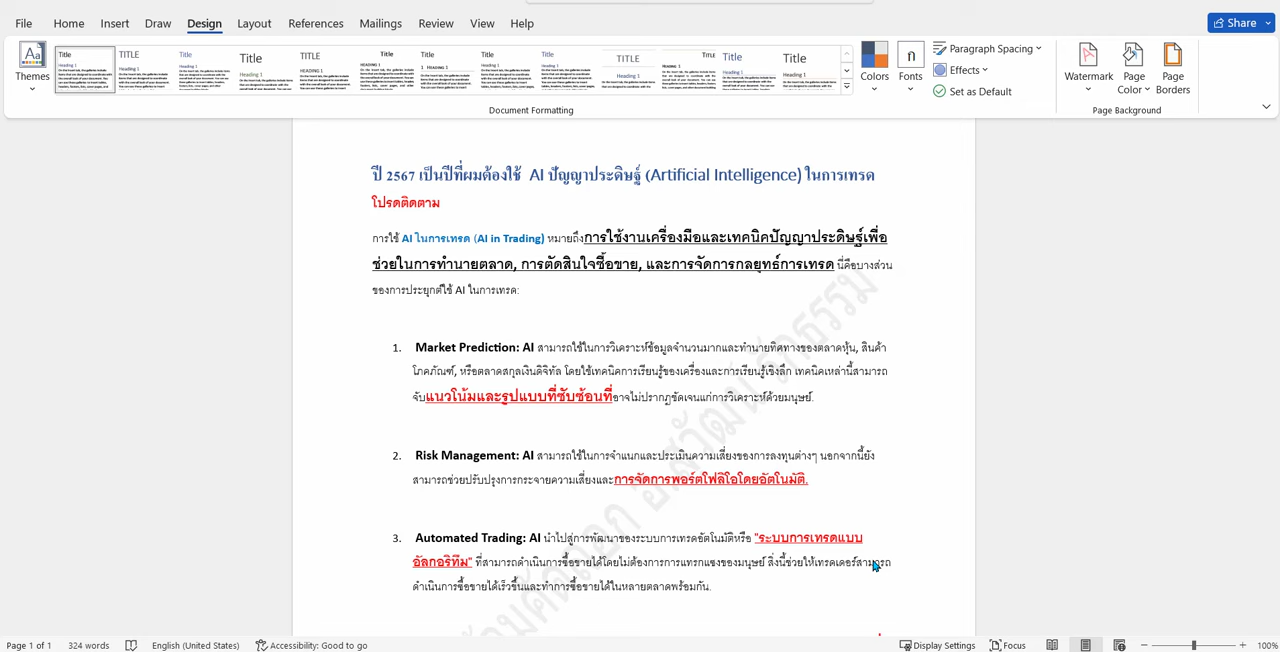 File Home Insert Draw Design Layout References Mailings Review View Help
Share
Themes
Title
Heading 1
TITLE
Heading 1
Title
Heading 1
Title
Heading 1
TITLE
HEADING 1
Title
HEADING 1
Title
1 Heading 1
Title
Heading 1
Title
Heading 1
TITLE
Heading 1
Title
HEADING 1
Title
Heading 1
Title
Heading 1
Colors
Fonts
Paragraph Spacing
Effects
Set as Default
Watermark
Page Color
Page Borders
Document Formatting
Page Background
ปี 2567 เป็นปีที่ผมต้องใช้ AI ปัญญาประดิษฐ์ (Artificial Intelligence) ในการเทรด
โปรดติดตาม
การใช้ AI ในการเทรด (AI in Trading) หมายถึงการใช้งานเครื่องมือและเทคนิคปัญญาประดิษฐ์เพื่อ
ช่วยในการทำนายตลาด, การตัดสินใจซื้อขาย, และการจัดการกลยุทธ์การเทรด นี่คือบางส่วน
ของการประยุกต์ใช้ AI ในการเทรด:
1. Market Prediction: AI สามารถใช้ในการวิเคราะห์ข้อมูลจำนวนมากและทำนายทิศทางของตลาดหุ้น, สินค้า
โภคภัณฑ์, หรือตลาดสกุลเงินดิจิทัล โดยใช้เทคนิคการเรียนรู้ของเครื่องและการเรียนรู้เชิงลึก เทคนิคเหล่านี้สามารถ
จับแนวโน้มและรูปแบบที่ซับซ้อนที่อาจไม่ปรากฏชัดเจนแก่การวิเคราะห์ด้วยมนุษย์.
2. Risk Management: AI สามารถใช้ในการจำแนกและประเมินความเสี่ยงของการลงทุนต่างๆ นอกจากนี้ยัง
สามารถช่วยปรับปรุงการกระจายความเสี่ยงและการจัดการพอร์ตโฟลิโอโดยอัตโนมัติ.
3. Automated Trading: AI นำไปสู่การพัฒนาของระบบการเทรดอัตโนมัติหรือ "ระบบการเทรดแบบ
อัลกอริทึม" ที่สามารถดำเนินการซื้อขายได้โดยไม่ต้องการการแทรกแซงของมนุษย์ สิ่งนี้ช่วยให้เทรดเดอร์สามารถ
ดำเนินการซื้อขายได้เร็วขึ้นและทำการซื้อขายได้ในหลายตลาดพร้อมกัน.
Page 1 of 1 324 words English (United States) Accessibility: Good to go Display Settings Focus 100%